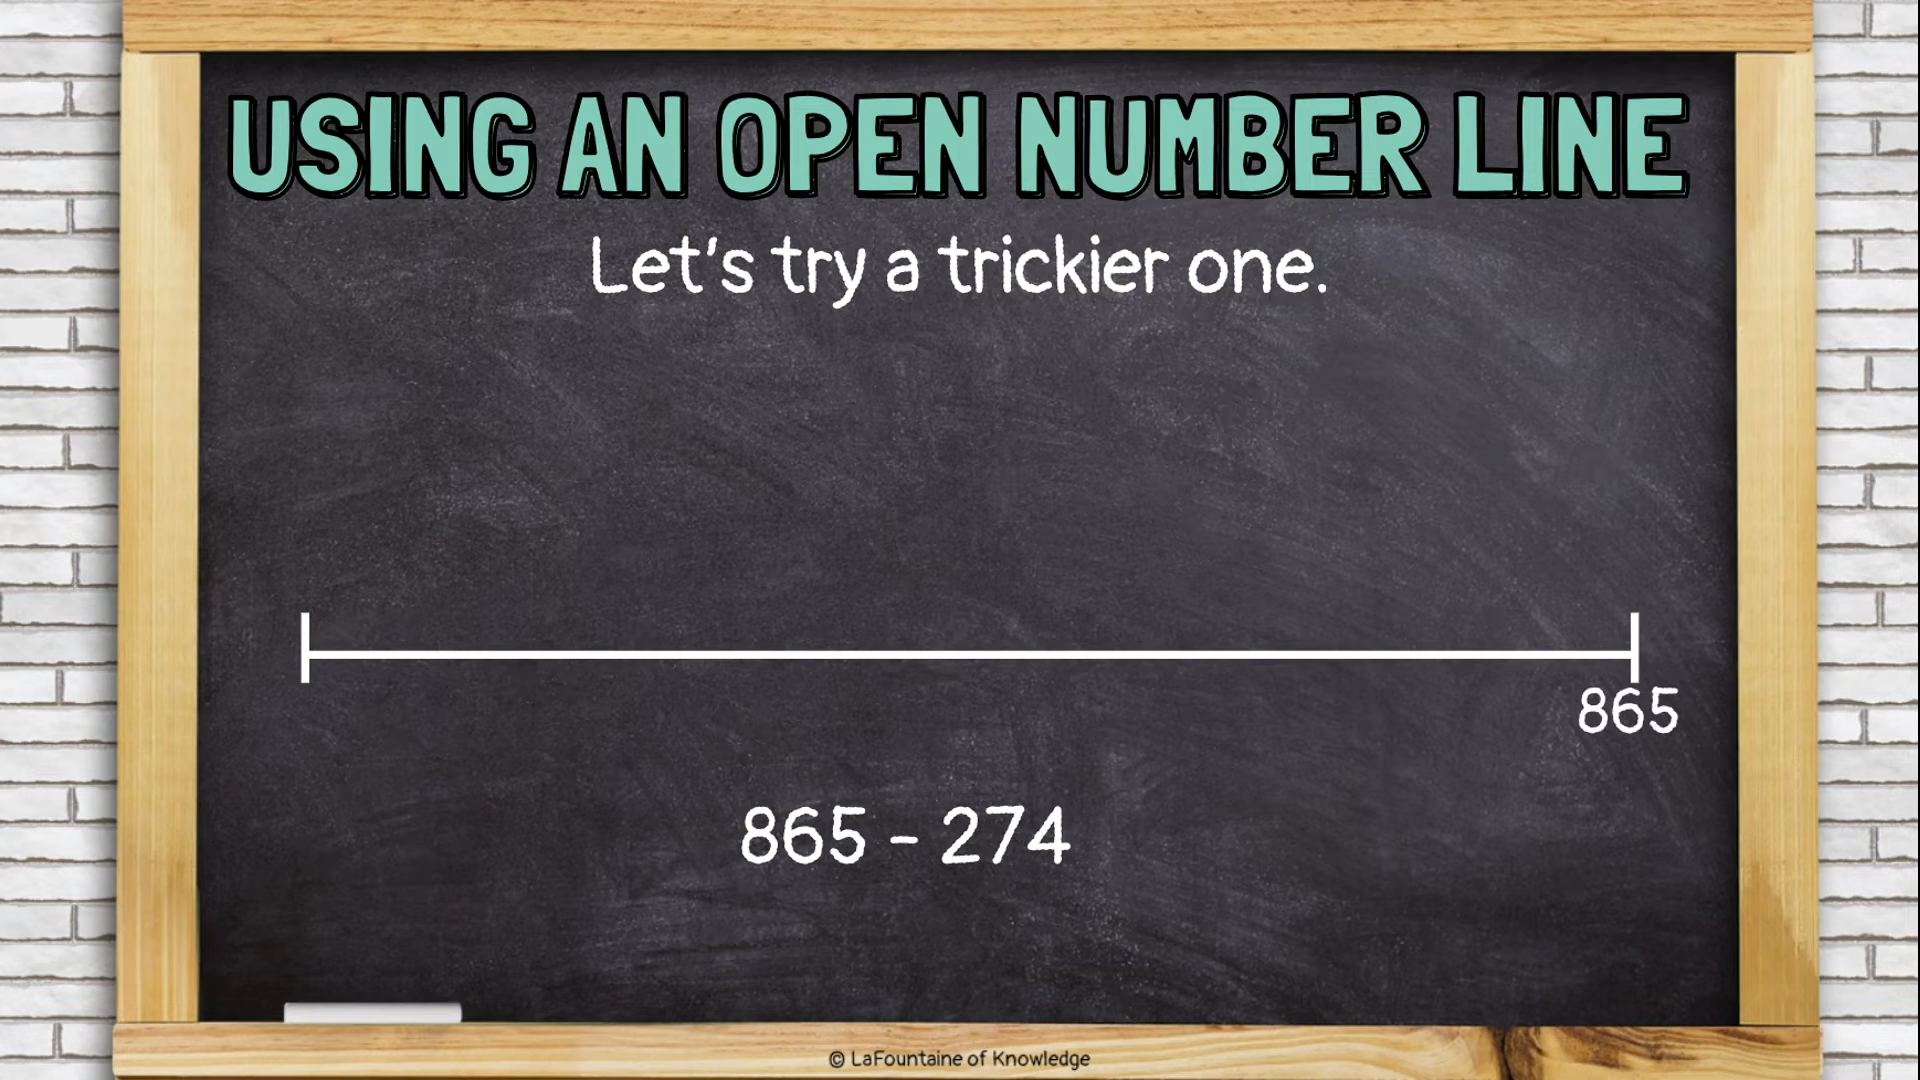 USING AN OPEN NUMBER LINE
Let's try a trickier one.
865
865 - 274
© LaFountaine of Knowledge